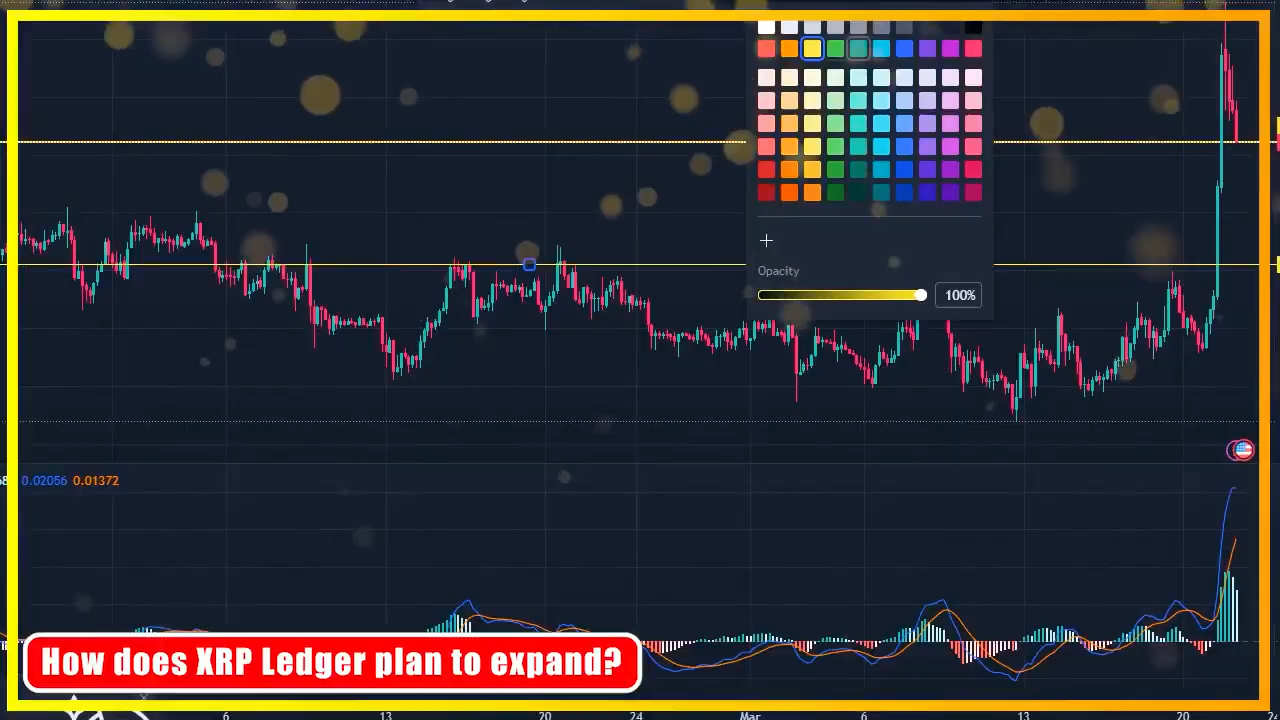 Opacity
100%
0.02056 0.01372
How does XRP Ledger plan to expand?
6 13 20 24 Mar 6 13 20